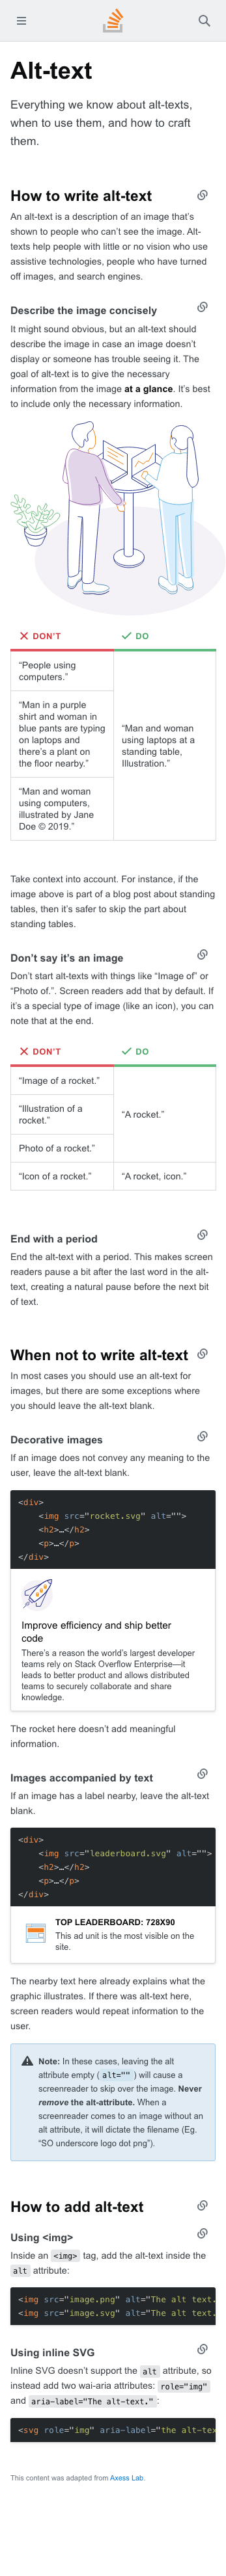 Alt-text
Everything we know about alt-texts,
when to use them, and how to craft
them.
How to write alt-text
An alt-text is a description of an image that's
shown to people who can't see the image. Alt-
texts help people with little or no vision who use
assistive technologies, people who have turned
off images, and search engines.
Describe the image concisely
It might sound obvious, but an alt-text should
describe the image in case an image doesn't
display or someone has trouble seeing it. The
goal of alt-text is to give the necessary
information from the image at a glance. It's best
to include only the necessary information.
DON'T
DO
“People using
computers.”
“Man in a purple
shirt and woman in
blue pants are typing
on laptops and
there's a plant on
the floor nearby.”
“Man and woman
using computers,
illustrated by Jane
Doe © 2019.”
“Man and woman
using laptops at a
standing table,
Illustration.”
Take context into account. For instance, if the
image above is part of a blog post about standing
tables, then it's safer to skip the part about
standing tables.
Don't say it's an image
Don't start alt-texts with things like “Image of” or
“Photo of.”. Screen readers add that by default. If
it's a special type of image (like an icon), you can
note that at the end.
DON'T
DO
“Image of a rocket.”
“Illustration of a
rocket.”
Photo of a rocket.”
“A rocket.”
“Icon of a rocket.”
“A rocket, icon.”
End with a period
End the alt-text with a period. This makes screen
readers pause a bit after the last word in the alt-
text, creating a natural pause before the next bit
of text.
When not to write alt-text
In most cases you should use an alt-text for
images, but there are some exceptions where
you should leave the alt-text blank.
Decorative images
If an image does not convey any meaning to the
user, leave the alt-text blank.
<div>
<img src="rocket.svg" alt="">
<h2>…</h2>
<p>…</p>
</div>
Improve efficiency and ship better
code
There's a reason the world's largest developer
teams rely on Stack Overflow Enterprise—it
leads to better product and allows distributed
teams to securely collaborate and share
knowledge.
The rocket here doesn't add meaningful
information.
Images accompanied by text
If an image has a label nearby, leave the alt-text
blank.
<div>
<img src="leaderboard.svg" alt="">
<h2>…</h2>
<p>…</p>
</div>
TOP LEADERBOARD: 728X90
This ad unit is the most visible on the
site.
The nearby text here already explains what the
graphic illustrates. If there was alt-text here,
screen readers would repeat information to the
user.
Note: In these cases, leaving the alt
attribute empty ( alt="" ) will cause a
screenreader to skip over the image. Never
remove the alt-attribute. When a
screenreader comes to an image without an
alt attribute, it will dictate the filename (Eg.
“SO underscore logo dot png”).
How to add alt-text
Using <img>
Inside an <img> tag, add the alt-text inside the
alt attribute:
<img src="image.png" alt="The alt text.
<img src="image.svg" alt="The alt text.
Using inline SVG
Inline SVG doesn't support the alt attribute, so
instead add two wai-aria attributes: role="img"
and aria-label="The alt-text." :
<svg role="img" aria-label="the alt-tex
This content was adapted from Axess Lab.